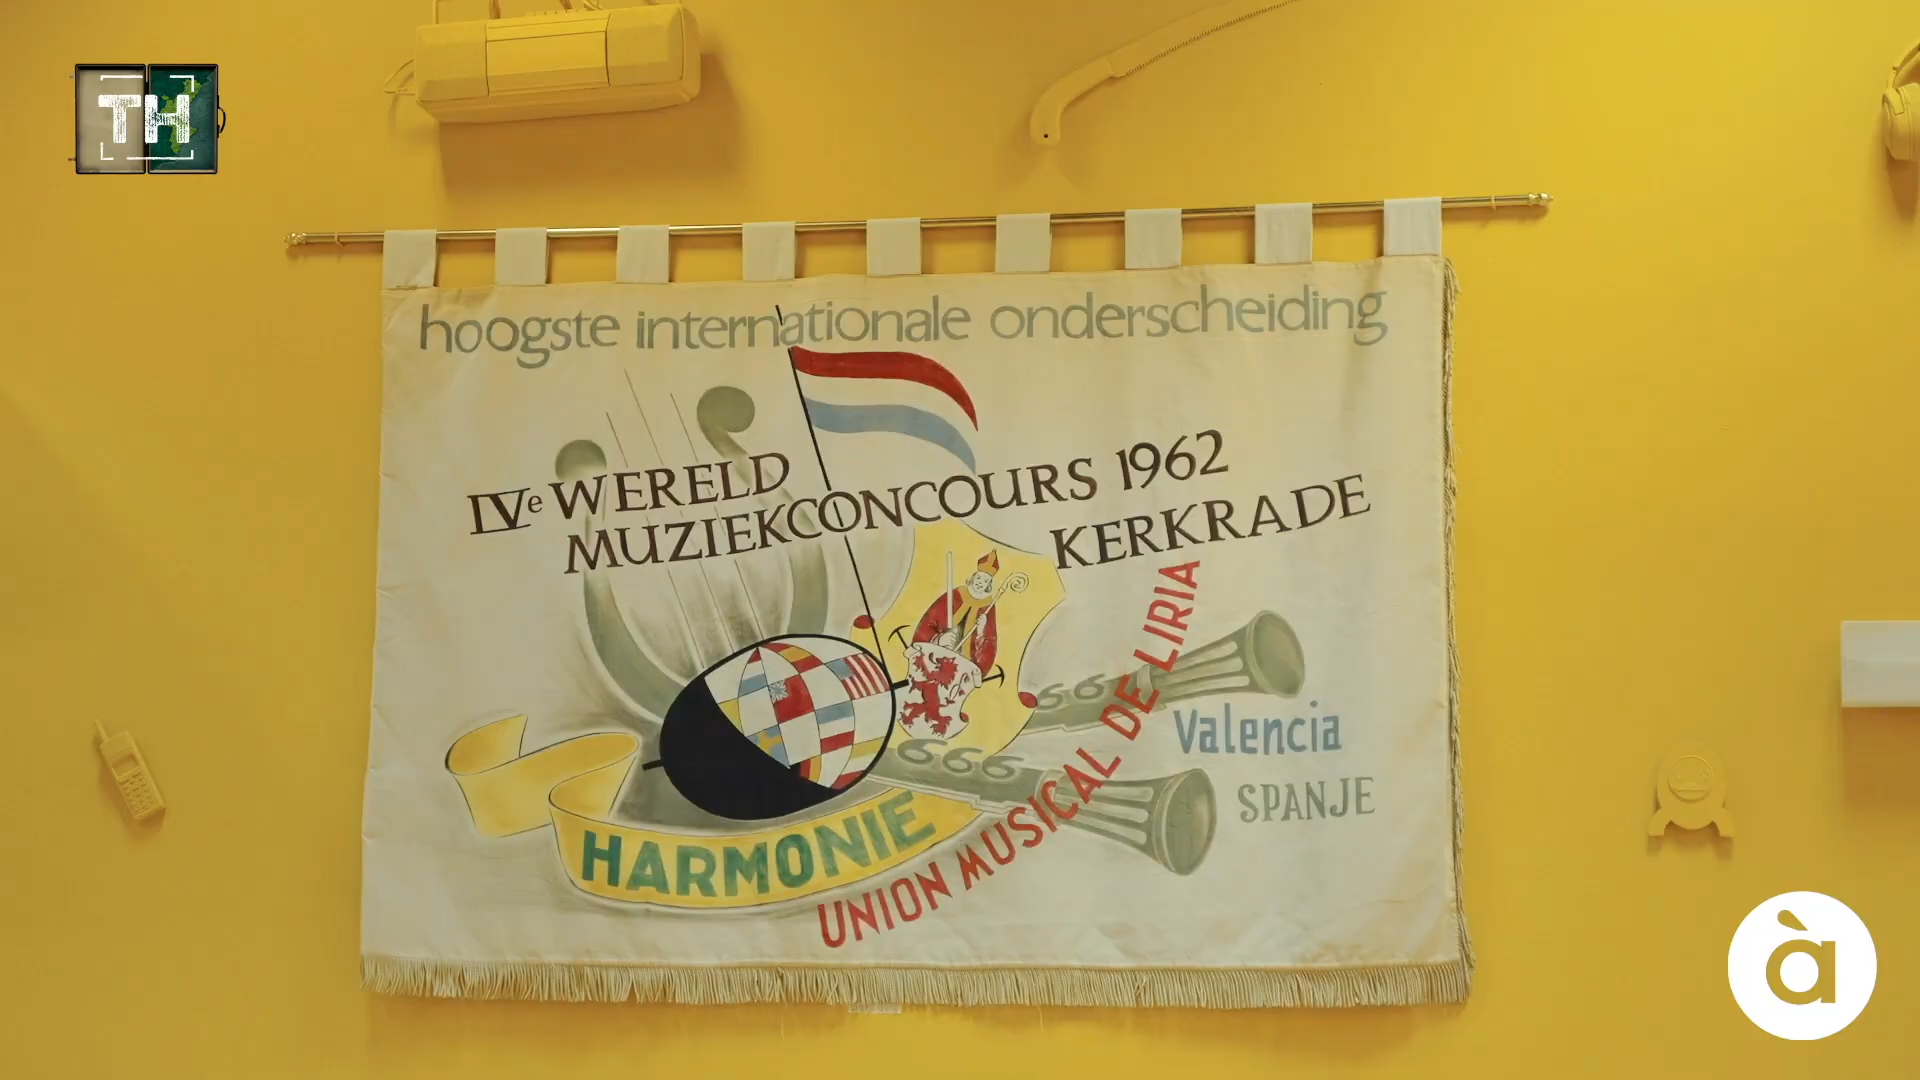 TH
hoogste internationale onderscheiding
IVe WERELD
MUZIEKCONCOURS 1962
KERKRADE
HARMONIE
UNION MUSICAL DE LIRIA
Valencia
SPANJE
à